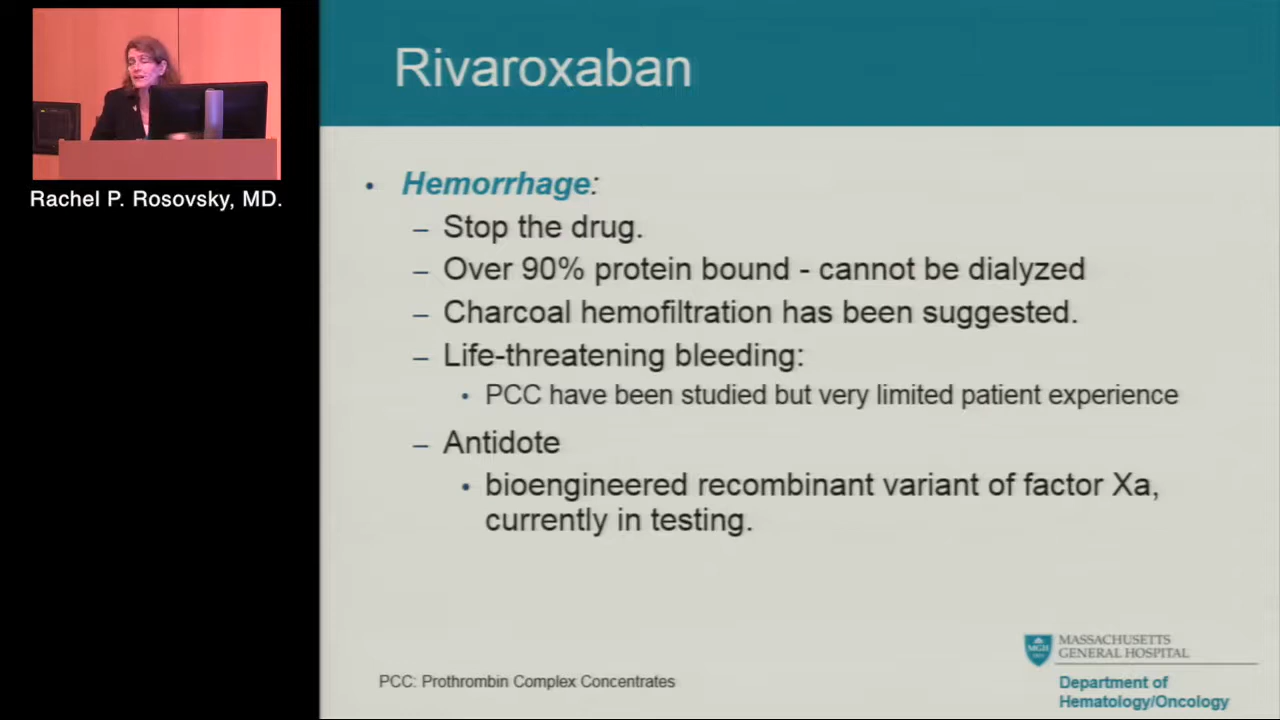 Rachel P. Rosovsky, MD.
Rivaroxaban
• Hemorrhage:
– Stop the drug.
– Over 90% protein bound - cannot be dialyzed
– Charcoal hemofiltration has been suggested.
– Life-threatening bleeding:
• PCC have been studied but very limited patient experience
– Antidote
• bioengineered recombinant variant of factor Xa,
currently in testing.
PCC: Prothrombin Complex Concentrates
MGH
MASSACHUSETTS
GENERAL HOSPITAL
Department of
Hematology/Oncology